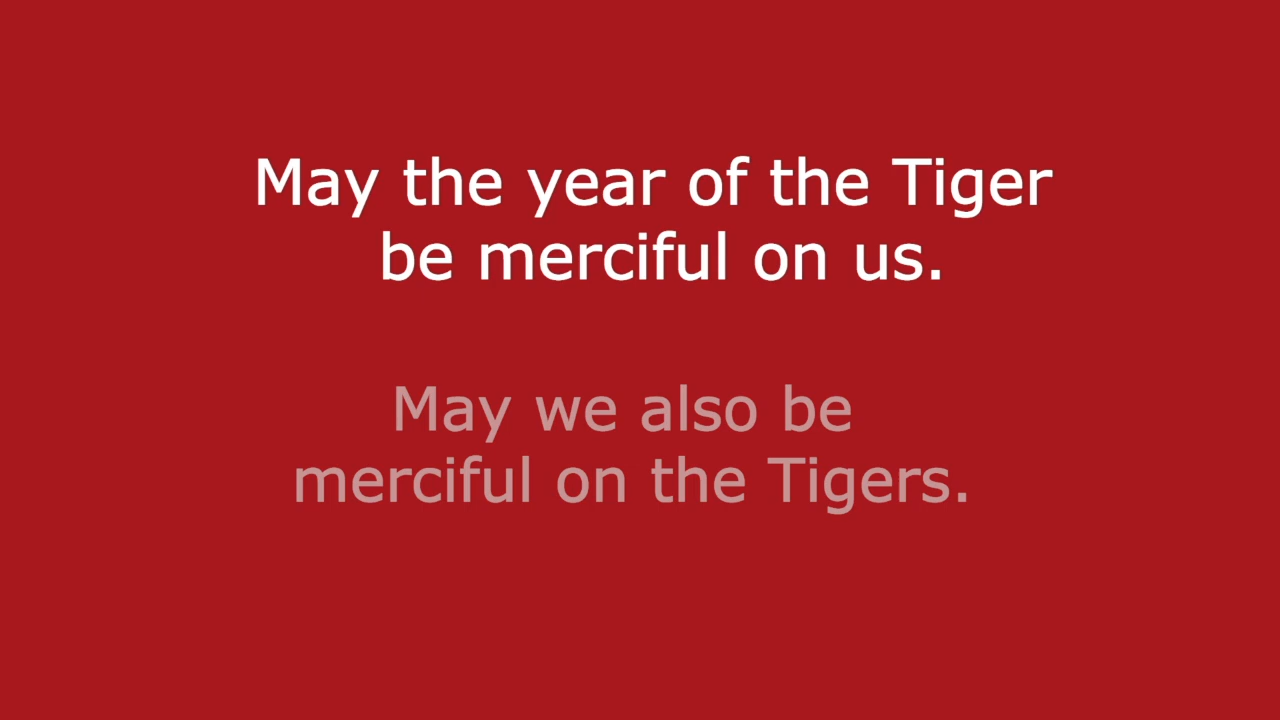 May the year of the Tiger
be merciful on us.
May we also be
merciful on the Tigers.